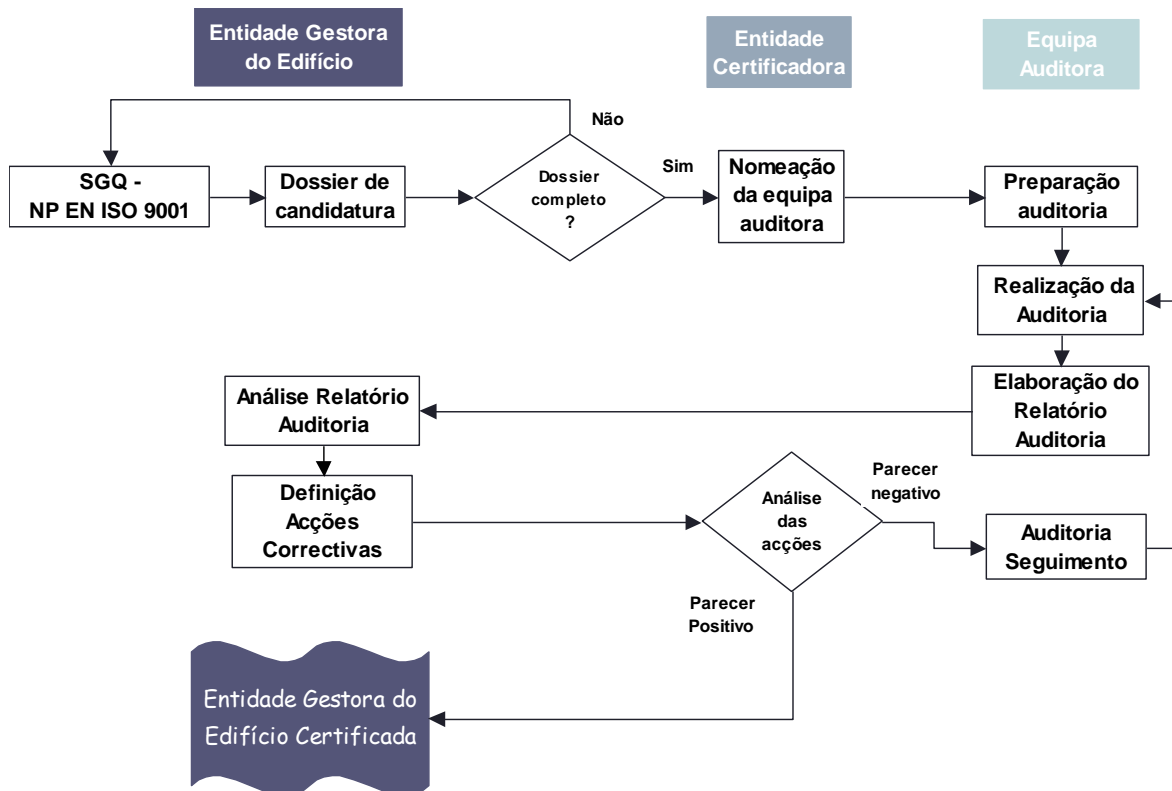 Entidade Gestora
do Edifício
Entidade
Certificadora
Equipa
Auditora
Não
SGQ -
NP EN ISO 9001
Dossier de
candidatura
Dossier
completo
?
Sim
Nomeação
da equipa
auditora
Preparação
auditoria
Realização da
Auditoria
Elaboração do
Relatório
Auditoria
Análise Relatório
Auditoria
Definição
Acções
Correctivas
Análise
das
acções
Parecer
negativo
Auditoria
Seguimento
Parecer
Positivo
Entidade Gestora do
Edifício Certificada